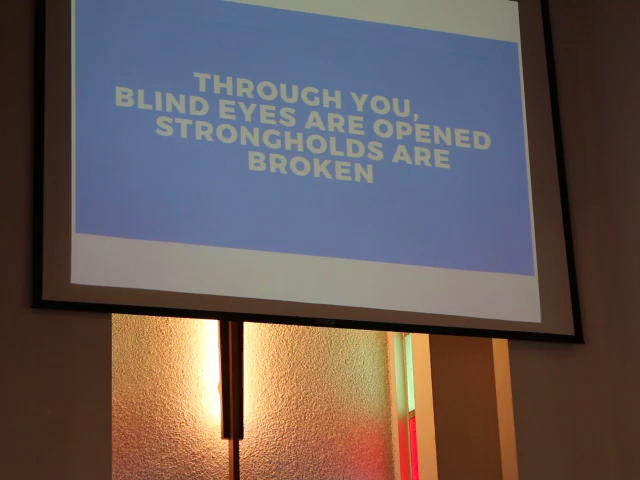 THROUGH YOU,
BLIND EYES ARE OPENED
STRONGHOLDS ARE
BROKEN